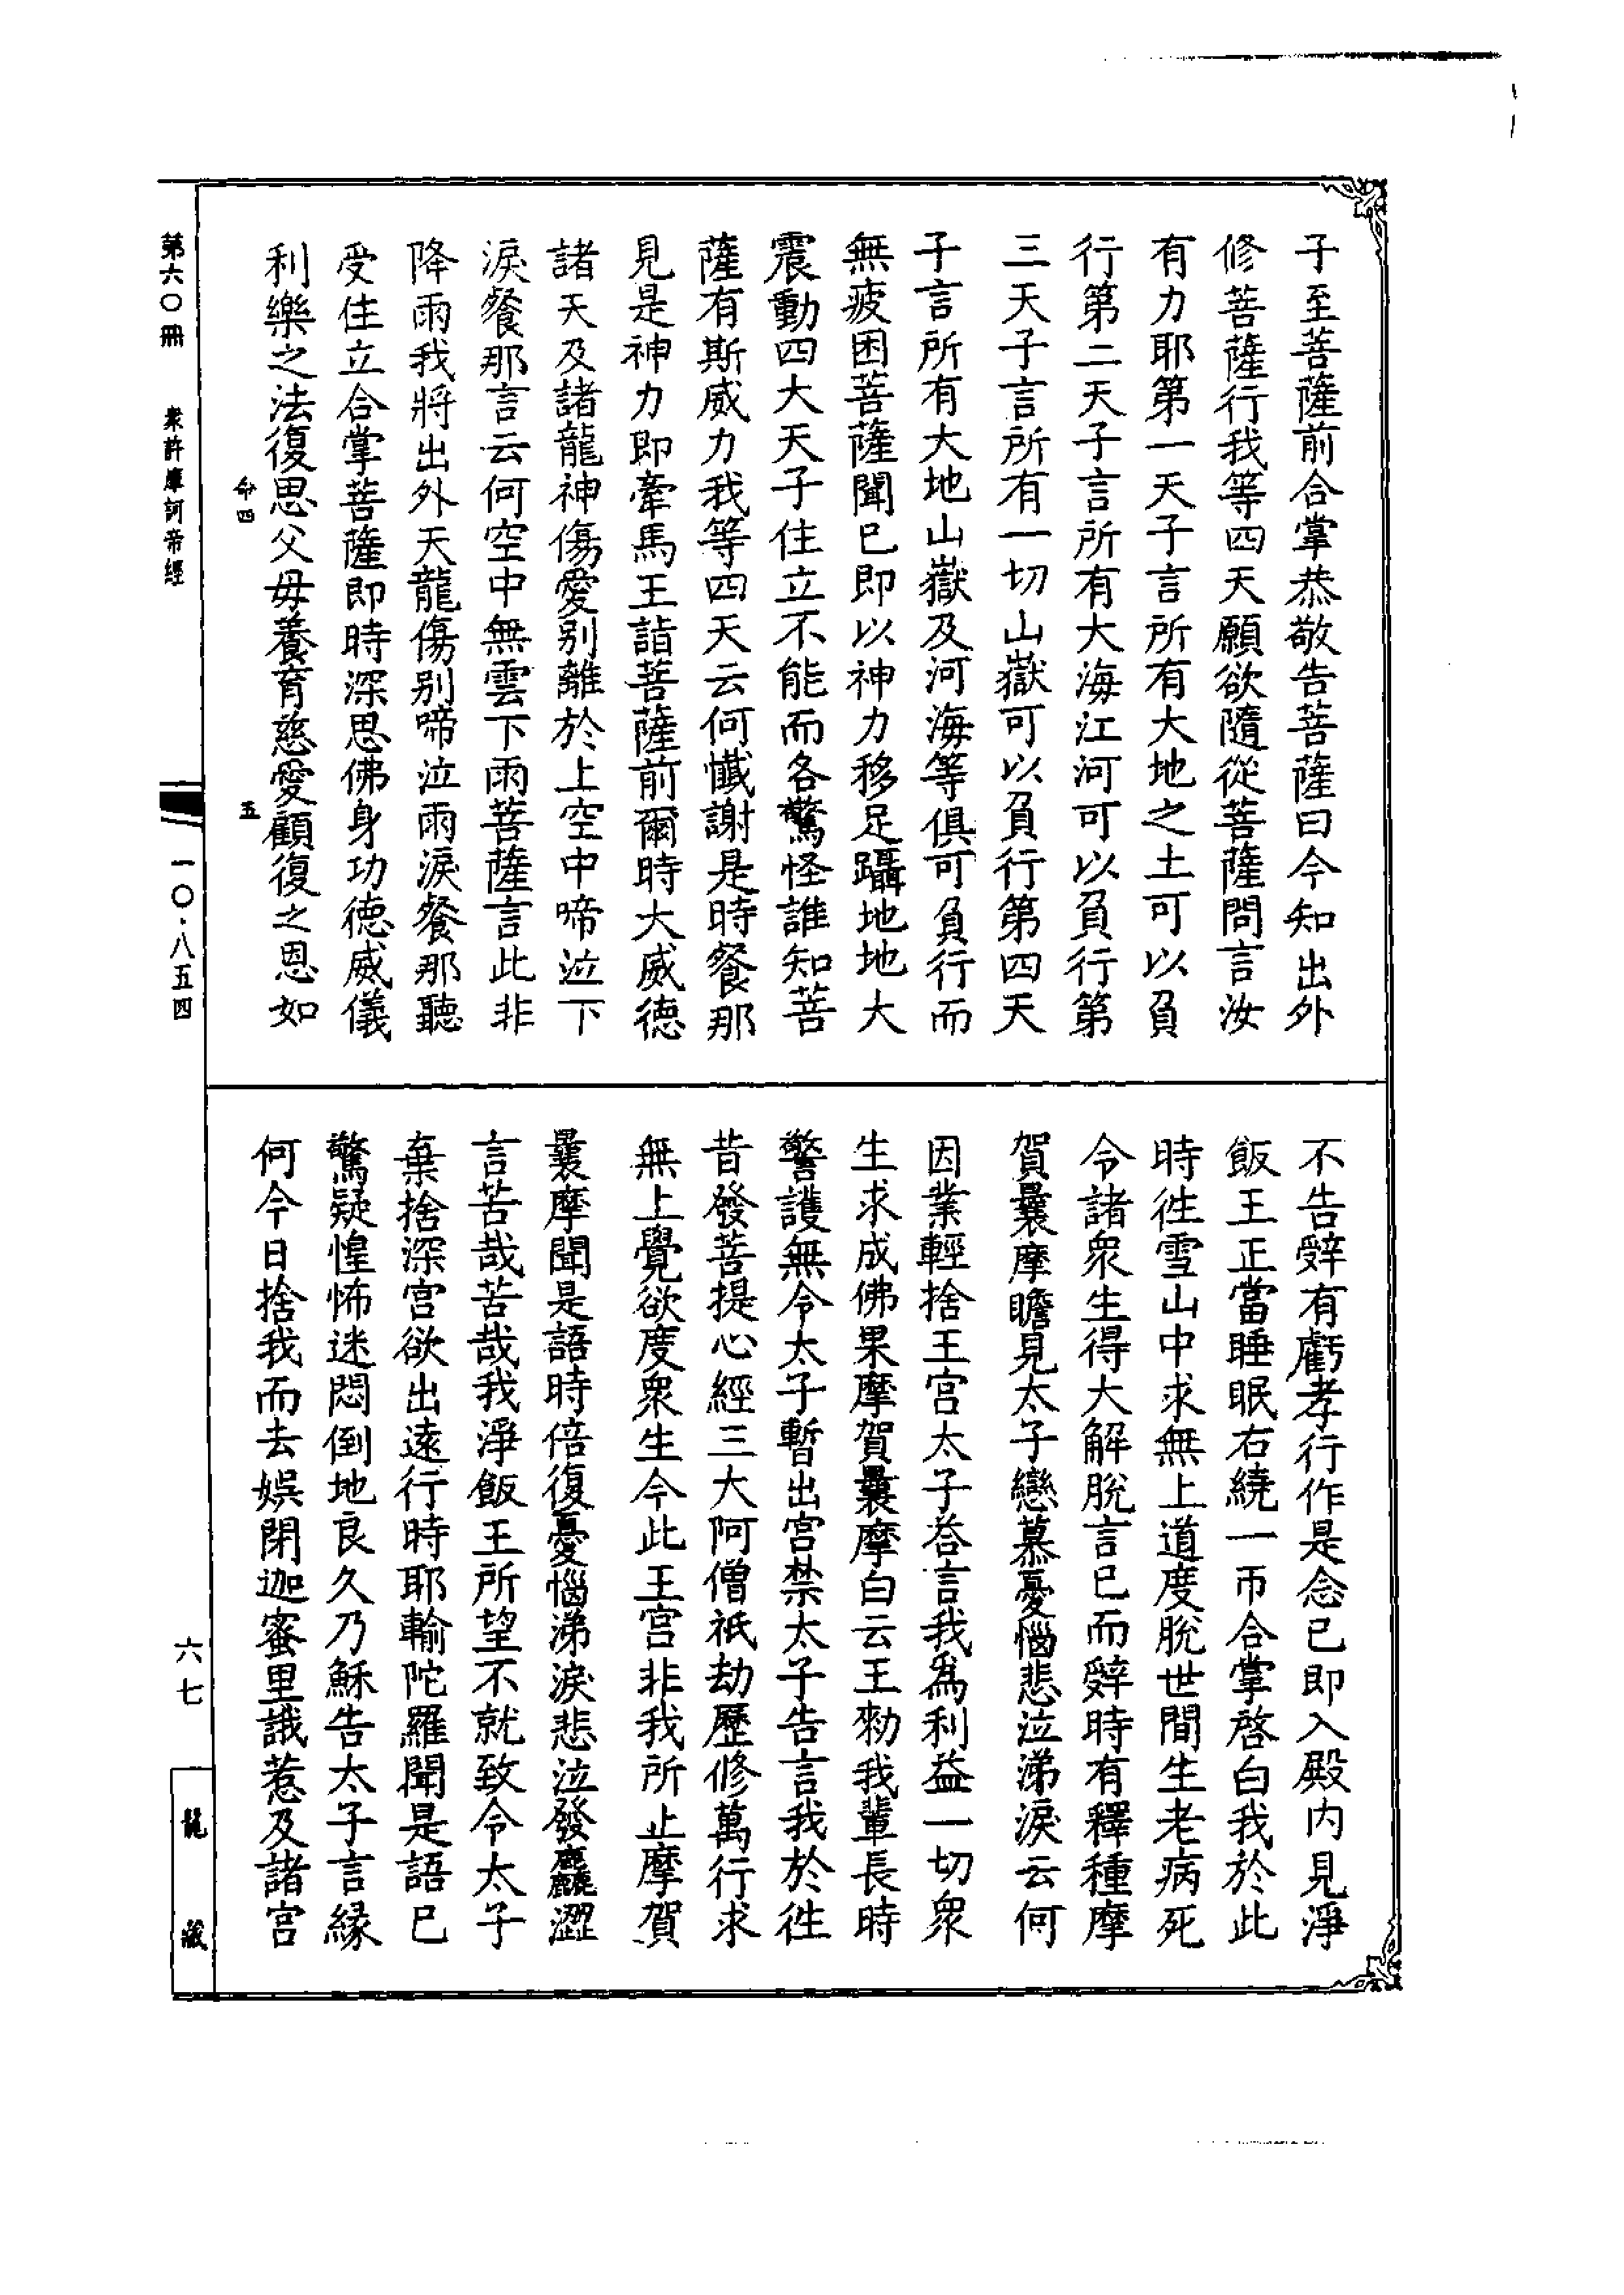 子至菩薩前合掌恭敬告菩薩曰今知出外
修菩薩行我等四天願欲隨從菩薩問言汝
有力耶第一天子言所有大地之土可以負
行第二天子言所有大海江河可以負行第
三天子言所有一切山嶽可以負行第四天
子言所有大地山嶽及河海等俱可負行而
無疲困菩薩聞已即以神力移足躡地地大
震動四大天子住立不能而各驚怪誰知菩
薩有斯威力我等四天云何懺謝是時餐那
見是神力即牽馬王詣菩薩前爾時大威德
諸天及諸龍神傷愛別離於上空中啼泣下
淚餐那言云何空中無雲下雨菩薩言此非
降雨我將出外天龍傷別啼泣雨淚餐那聽
受住立合掌菩薩即時深思佛身功德威儀
利樂之法復思父母養育慈愛顧復之恩如
命四
五
不告辭有虧孝行作是念已即入殿內見淨
飯王正當睡眠右繞一帀合掌啓白我於此
時徃雪山中求無上道度脫世間生老病死
令諸眾生得大解脫言已而辭時有釋種摩
賀曩摩瞻見太子戀慕憂惱悲泣涕淚云何
因業輕捨王宮太子荅言我為利益一切眾
生求成佛果摩賀曩摩白云王勑我輩長時
警護無令太子暫出宮禁太子告言我於徃
昔發菩提心經三大阿僧祇劫歷修萬行求
無上覺欲度眾生今此王宮非我所止摩賀
曩摩聞是語時倍復憂惱涕淚悲泣發麤澀
言苦哉苦哉我淨飯王所望不就致令太子
棄捨深宮欲出遠行時耶輸陀羅聞是語已
驚疑惶怖迷悶倒地良久乃穌告太子言緣
何今日捨我而去娛閉迦蜜里誐惹及諸宮
第六〇冊 眾許摩訶帝經
一〇·八五四
六七
龍藏